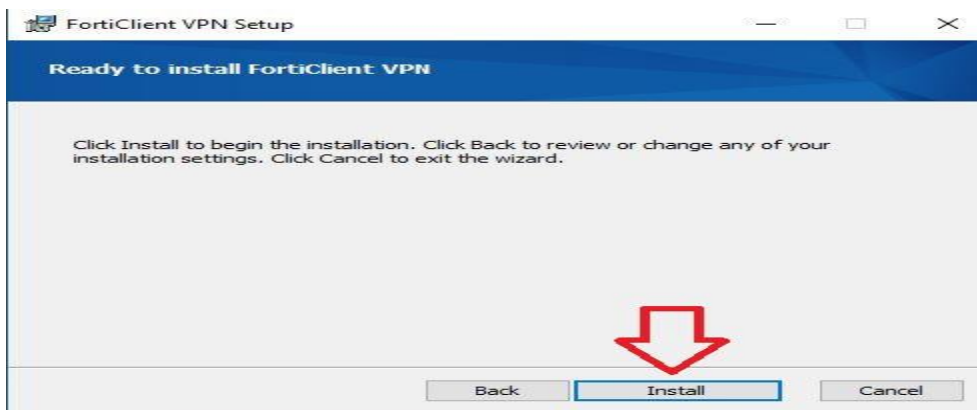 FortiClient VPN Setup
Ready to install FortiClient VPN
Click Install to begin the installation. Click Back to review or change any of your
installation settings. Click Cancel to exit the wizard.
Back Install Cancel